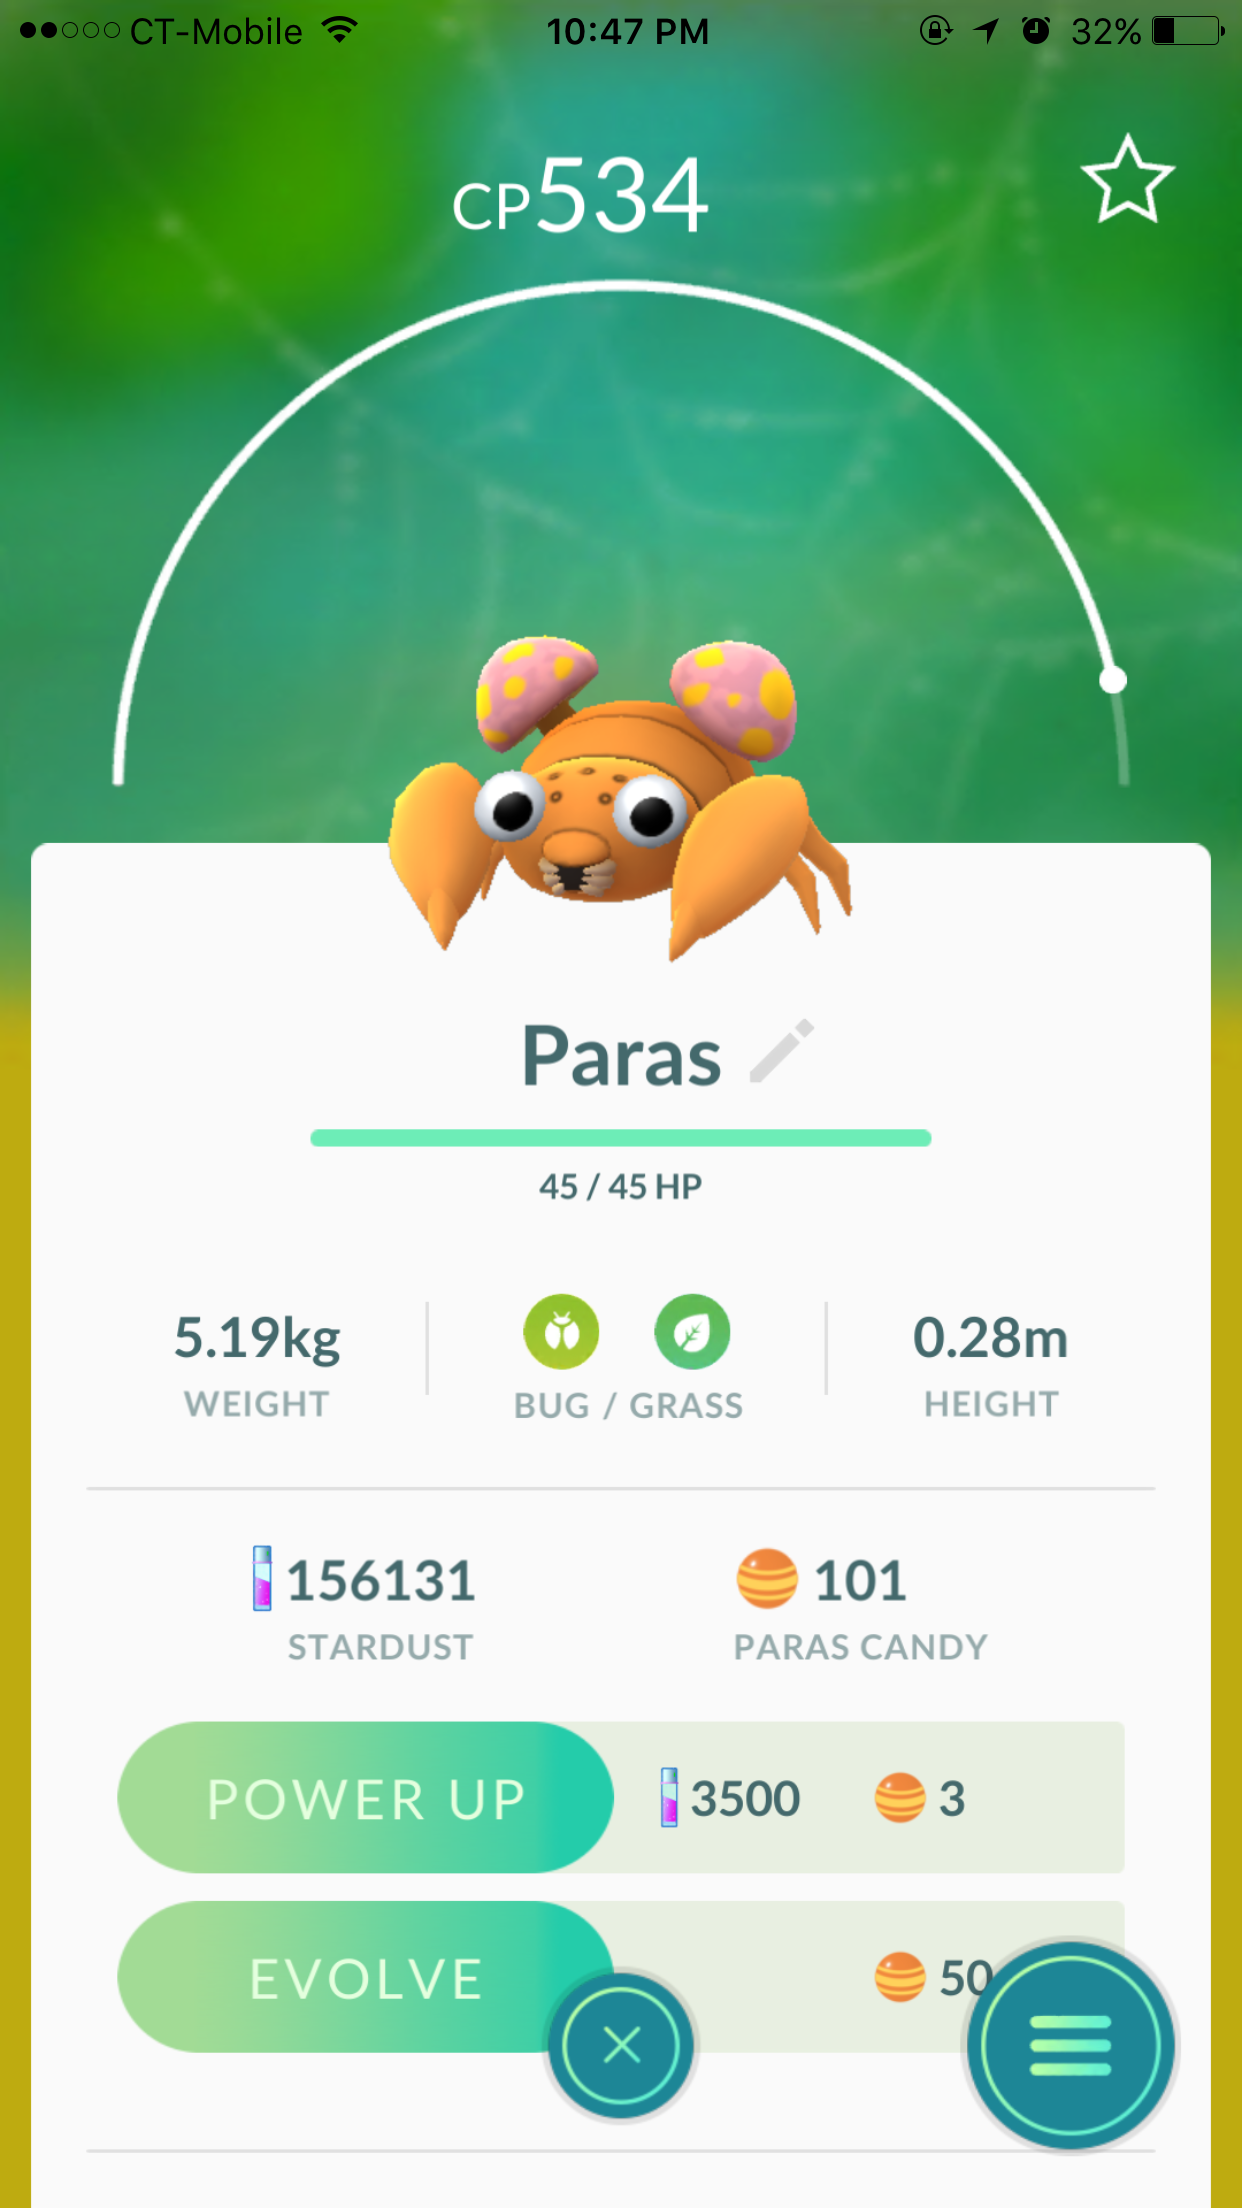 CT-Mobile 10:47 PM 32%
CP534
Paras
45 / 45 HP
5.19kg 0.28m
WEIGHT BUG / GRASS HEIGHT
156131 101
STARDUST PARAS CANDY
POWER UP 3500 3
EVOLVE 50